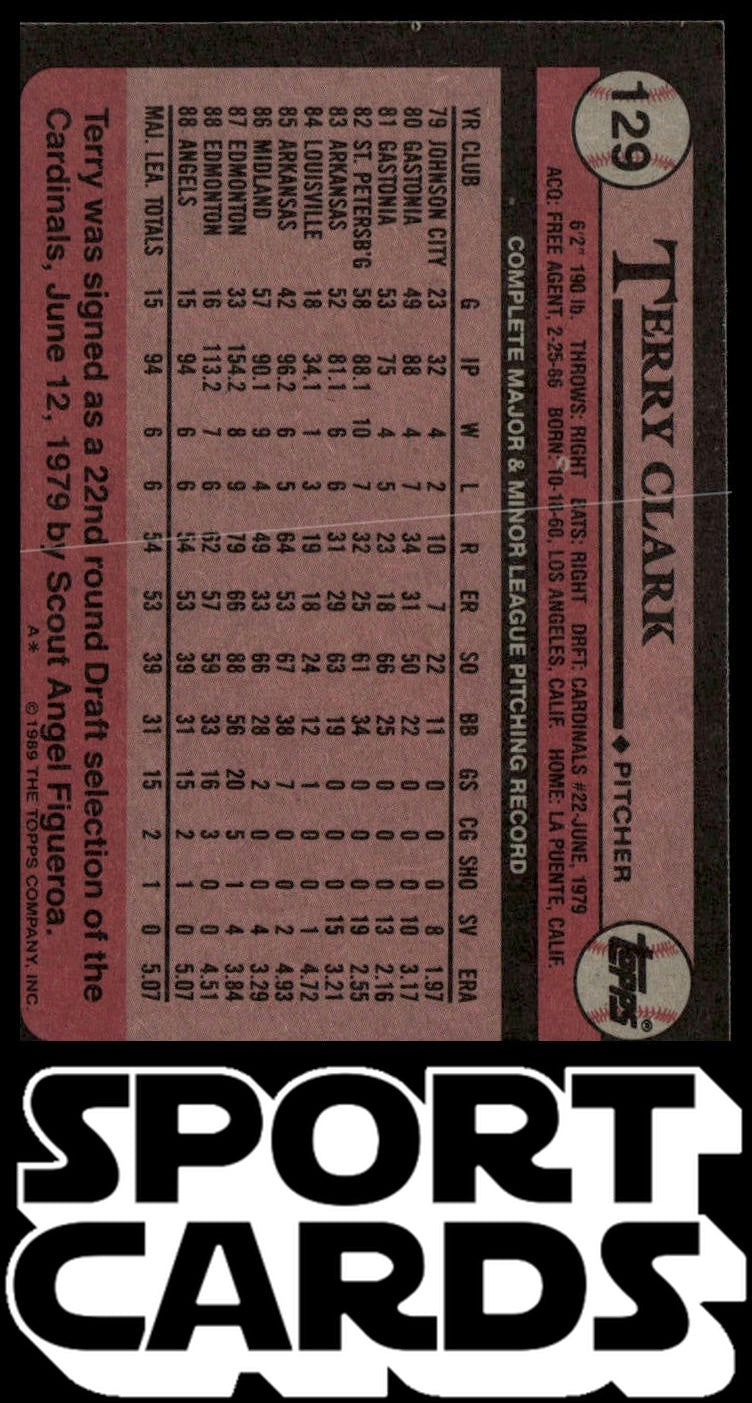 129
TERRY CLARK ♦ PITCHER
topps®
6'2" 190 lb. THROWS: RIGHT BATS: RIGHT DRFT: CARDINALS #22-JUNE, 1979
ACQ: FREE AGENT, 2-25-86 BORN: 10-10-60, LOS ANGELES, CALIF. HOME: LA PUENTE, CALIF.
COMPLETE MAJOR & MINOR LEAGUE PITCHING RECORD
YR CLUB G IP W L R ER SO BB GS CG SHO SV ERA
79 JOHNSON CITY 23 32 4 2 10 7 22 11 0 0 0 8 1.97
80 GASTONIA 49 88 4 7 34 31 50 22 0 0 0 10 3.17
81 GASTONIA 53 75 4 5 23 18 66 25 0 0 0 13 2.16
82 ST. PETERSB'G 58 88.1 10 7 32 25 61 34 0 0 0 19 2.55
83 ARKANSAS 52 81.1 6 6 31 29 63 19 0 0 0 15 3.21
84 LOUISVILLE 18 34.1 1 3 19 18 24 12 1 0 0 1 4.72
85 ARKANSAS 42 96.2 6 5 64 53 67 38 7 0 0 2 4.93
86 MIDLAND 57 90.1 9 4 49 33 66 28 2 0 0 4 3.29
87 EDMONTON 33 154.2 8 9 79 66 88 56 20 5 1 4 3.84
88 EDMONTON 16 113.2 7 6 62 57 59 33 16 3 0 0 4.51
88 ANGELS 15 94 6 6 54 53 39 31 15 2 1 0 5.07
MAJ. LEA. TOTALS 15 94 6 6 54 53 39 31 15 2 1 0 5.07
Terry was signed as a 22nd round Draft selection of the
Cardinals, June 12, 1979 by Scout Angel Figueroa.
A* ©1989 THE TOPPS COMPANY, INC.
SPORT
CARDS